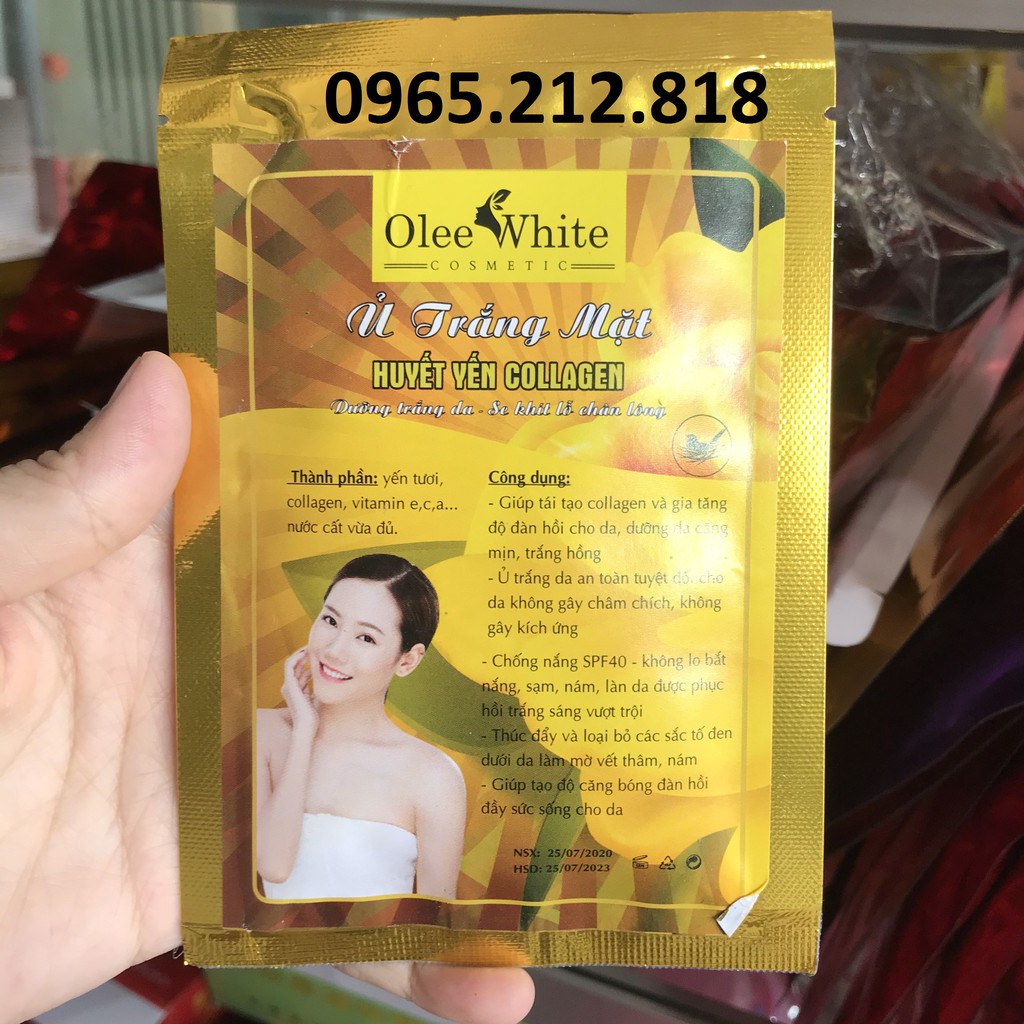 0965.212.818
Olee White
COSMETIC
Ủ Trắng Mặt
HUYẾT YẾN COLLAGEN
Dưỡng trắng da - Se khít lỗ chân lông
Thành phần: yến tươi,
collagen, vitamin e,c,a...
nước cất vừa đủ.
Công dụng:
- Giúp tái tạo collagen và gia tăng
độ đàn hồi cho da, dưỡng da căng
mịn, trắng hồng
- Ủ trắng da an toàn tuyệt đối cho
da không gây châm chích, không
gây kích ứng
- Chống nắng SPF40 - không lo bắt
nắng, sạm, nám, làn da được phục
hồi trắng sáng vượt trội
- Thúc đẩy và loại bỏ các sắc tố đen
dưới da làm mờ vết thâm, nám
- Giúp tạo độ căng bóng đàn hồi
đầy sức sống cho da
NSX: 25/07/2020
HSD: 25/07/2023